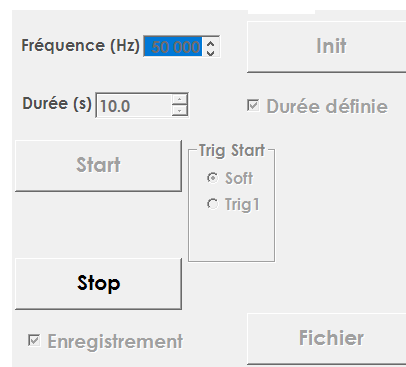 Fréquence (Hz) 50 000 Init
Durée (s) 10.0 Durée définie
Start
Trig Start
Soft
Trig1
Stop
Enregistrement
Fichier